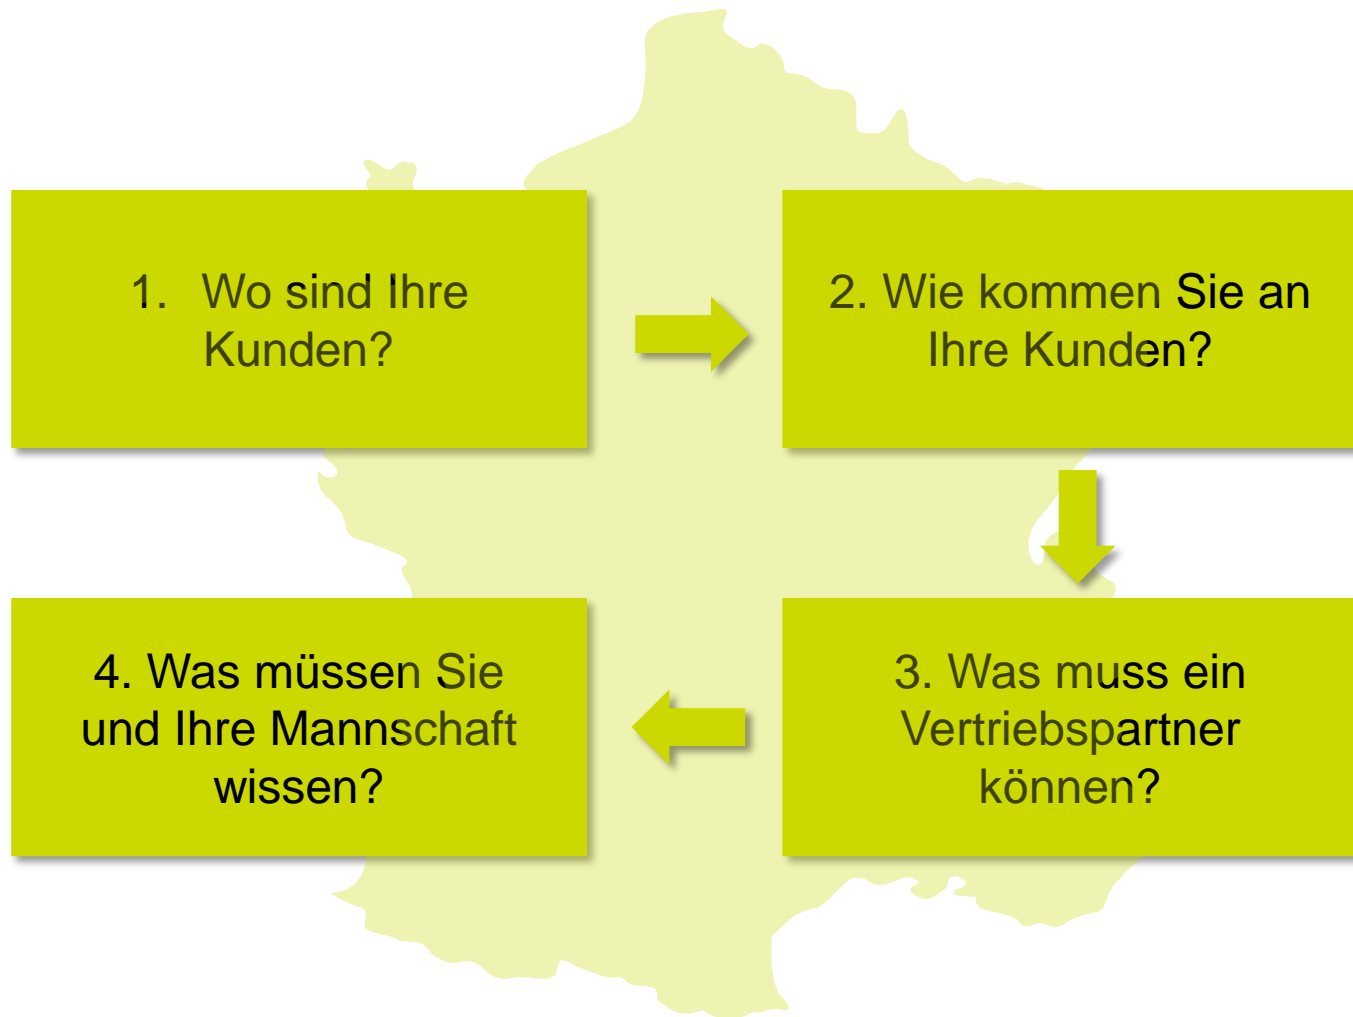 1. Wo sind Ihre
Kunden?
2. Wie kommen Sie an
Ihre Kunden?
3. Was muss ein
Vertriebspartner
können?
4. Was müssen Sie
und Ihre Mannschaft
wissen?